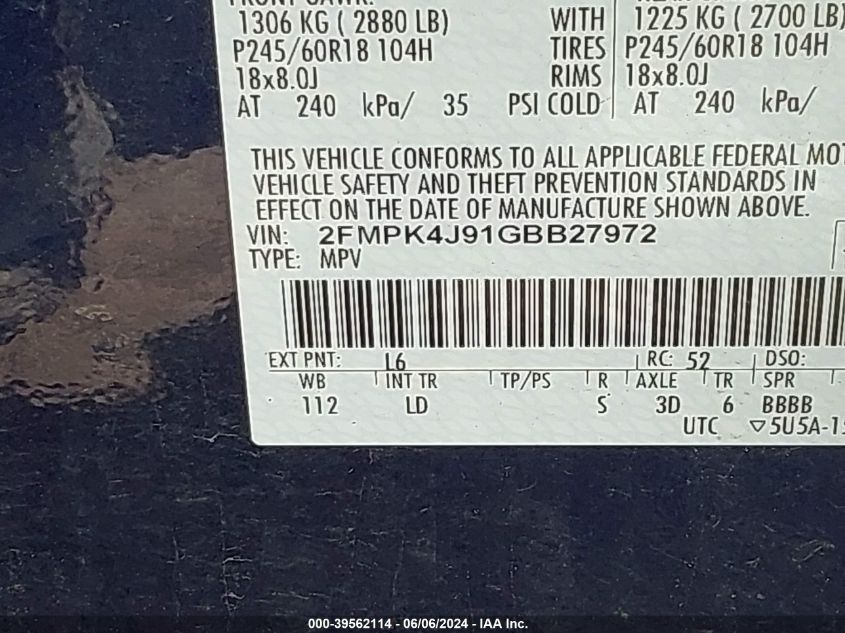 1306 KG ( 2880 LB) WITH 1225 KG ( 2700 LB)
P245/60R18 104H TIRES P245/60R18 104H
18x8.0J RIMS 18x8.0J
AT 240 kPa/ 35 PSI COLD AT 240 kPa/
THIS VEHICLE CONFORMS TO ALL APPLICABLE FEDERAL MOT
VEHICLE SAFETY AND THEFT PREVENTION STANDARDS IN
EFFECT ON THE DATE OF MANUFACTURE SHOWN ABOVE.
VIN: 2FMPK4J91GBB27972
TYPE: MPV
EXT PNT: L6 RC: 52 DSO:
WB INT TR TP/PS R AXLE TR SPR
112 LD S 3D 6 BBBB
UTC ▽5U5A-15
000-39562114 - 06/06/2024 - IAA Inc.